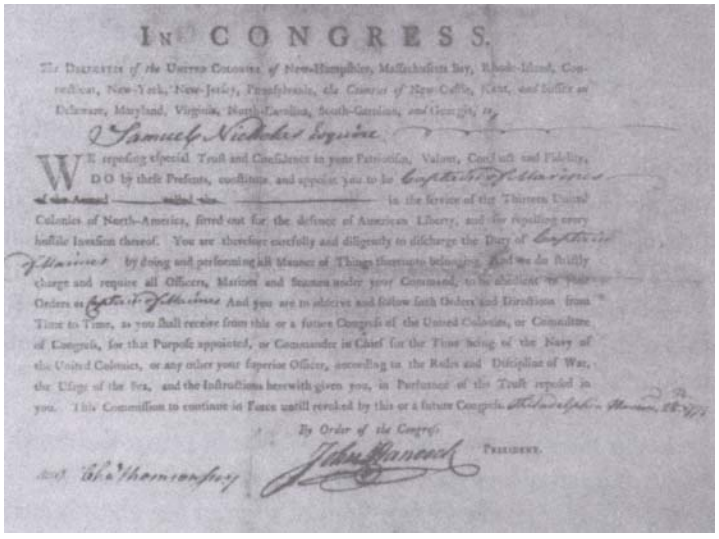 IN CONGRESS.
The DELEGATES of the UNITED COLONIES of New-Hampshire, Massachusetts Bay, Rhode-Island, Con-
necticut, New-York, New-Jersey, Pennsylvania, the Counties of New-Castle, Kent, and Sussex on
Delaware, Maryland, Virginia, North-Carolina, South-Carolina, and Georgia, to
Samuel Nicholas Esquire
WE reposing especial Trust and Confidence in your Patriotism, Valour, Conduct and Fidelity,
DO by these Presents, constitute and appoint you to be Captain of Marines
of the Armed called the in the service of the Thirteen United
Colonies of North-America, fitted out for the defence of American Liberty, and for repelling every
hostile Invasion thereof. You are therefore carefully and diligently to discharge the Duty of Captain
of Marines by doing and performing all Manner of Things thereunto belonging. And we do strictly
charge and require all Officers, Marines and Seamen under your Command, to be obedient to your
Orders as Captain of Marines And you are to observe and follow such Orders and Directions from
Time to Time, as you shall receive from this or a future Congress of the United Colonies, or Committee
of Congress, for that Purpose appointed, or Commander in Chief for the Time being of the Navy of
the United Colonies, or any other your superior Officer, according to the Rules and Discipline of War,
the Usage of the Sea, and the Instructions herewith given you, in Pursuance of the Trust reposed in
you. This Commission to continue in Force untill revoked by this or a future Congress. Philadelphia 28th 1775
By Order of the Congress
John Hancock PRESIDENT.
Attest Chas Thomson Secy